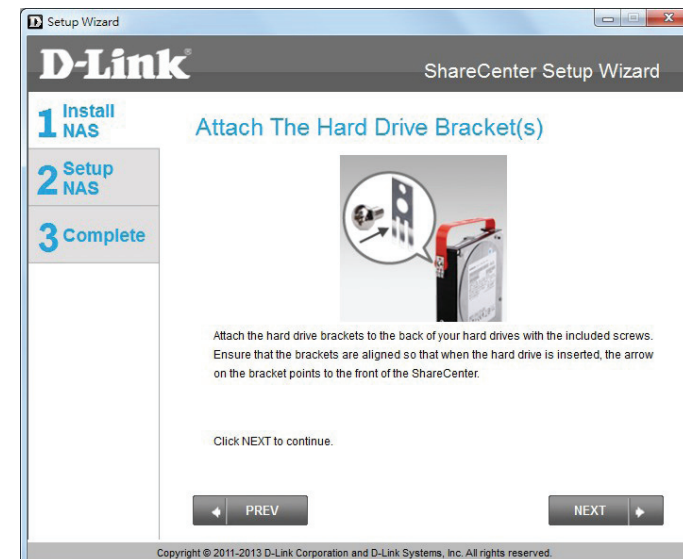 Setup Wizard
D-Link®
ShareCenter Setup Wizard
1 Install
NAS
2 Setup
NAS
3 Complete
Attach The Hard Drive Bracket(s)
Attach the hard drive brackets to the back of your hard drives with the included screws.
Ensure that the brackets are aligned so that when the hard drive is inserted, the arrow
on the bracket points to the front of the ShareCenter.
Click NEXT to continue.
PREV
NEXT
Copyright © 2011-2013 D-Link Corporation and D-Link Systems, Inc. All rights reserved.